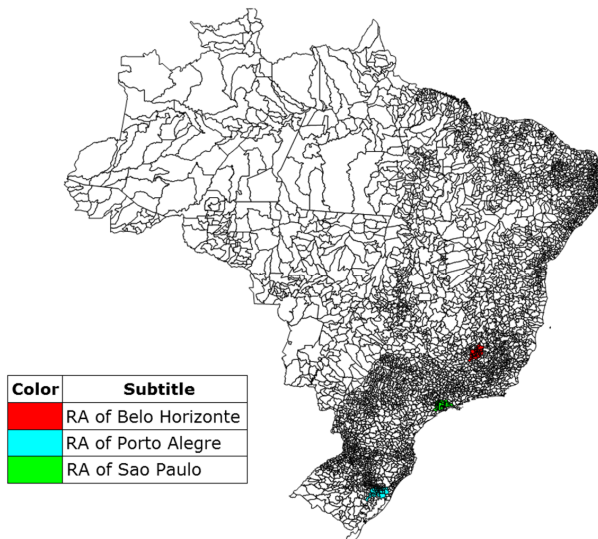 Color Subtitle
RA of Belo Horizonte
RA of Porto Alegre
RA of Sao Paulo